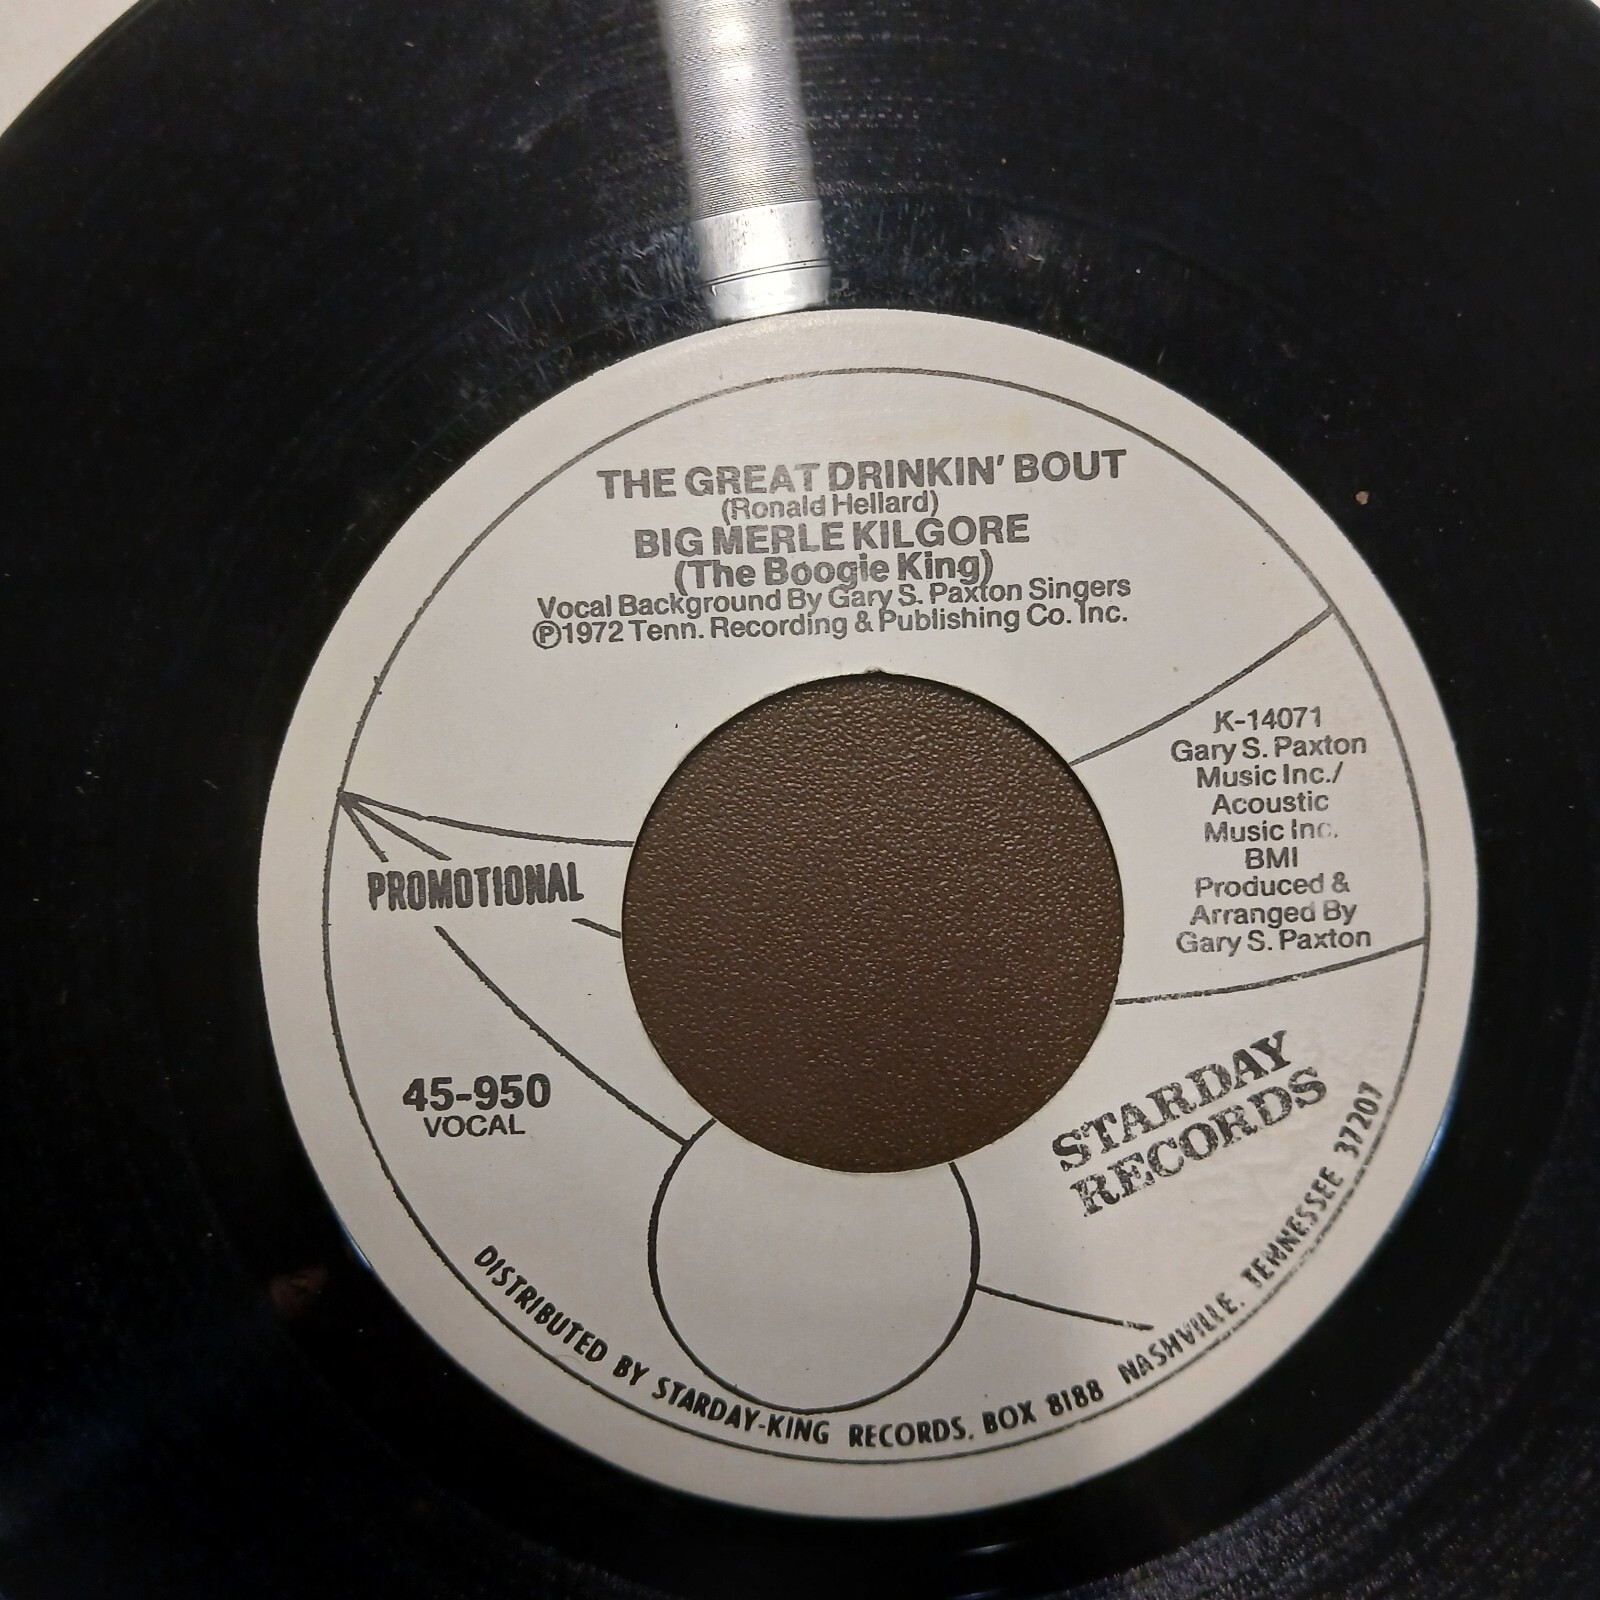 THE GREAT DRINKIN' BOUT
(Ronald Hellard)
BIG MERLE KILGORE
(The Boogie King)
Vocal Background By Gary S. Paxton Singers
Ⓟ1972 Tenn. Recording & Publishing Co. Inc.
K-14071
Gary S. Paxton
Music Inc./
Acoustic
Music Inc.
BMI
Produced &
Arranged By
Gary S. Paxton
PROMOTIONAL
45-950
VOCAL
STARDAY
RECORDS
DISTRIBUTED BY STARDAY-KING RECORDS, BOX 8188 NASHVILLE, TENNESSEE 37207